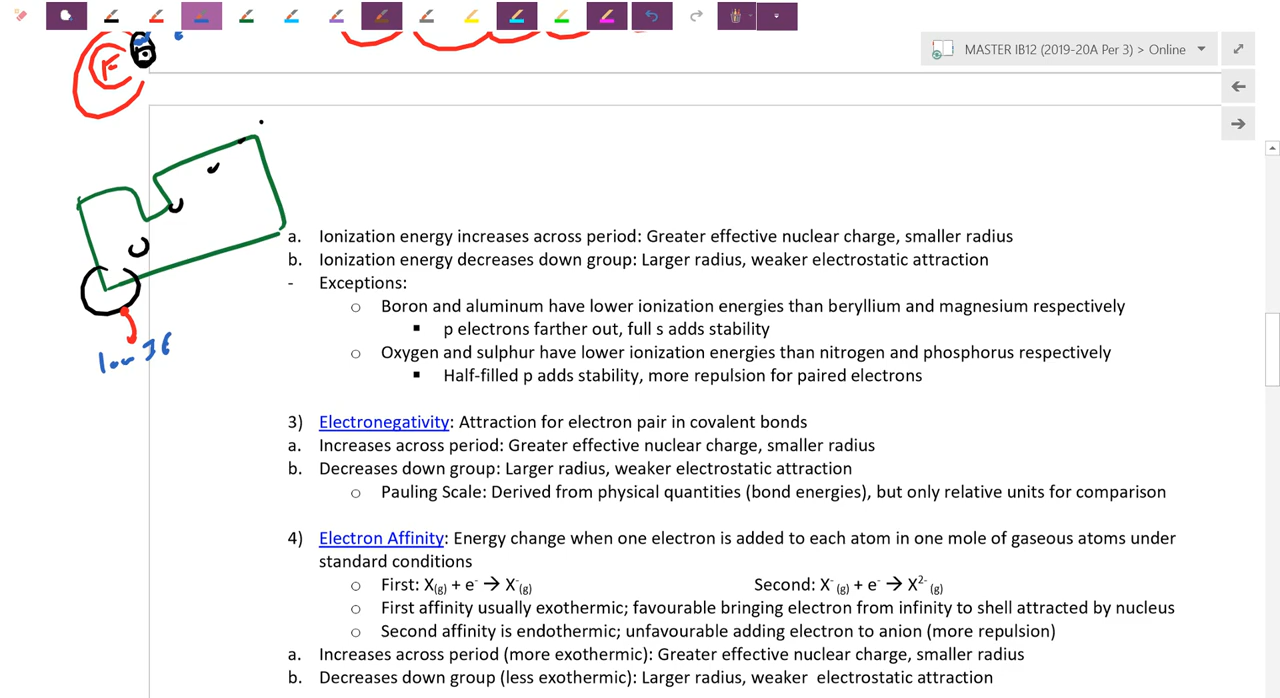 MASTER IB12 (2019-20A Per 3) > Online
F
a. Ionization energy increases across period: Greater effective nuclear charge, smaller radius
b. Ionization energy decreases down group: Larger radius, weaker electrostatic attraction
- Exceptions:
o Boron and aluminum have lower ionization energies than beryllium and magnesium respectively
▪ p electrons farther out, full s adds stability
low IE
o Oxygen and sulphur have lower ionization energies than nitrogen and phosphorus respectively
▪ Half-filled p adds stability, more repulsion for paired electrons
3) Electronegativity: Attraction for electron pair in covalent bonds
a. Increases across period: Greater effective nuclear charge, smaller radius
b. Decreases down group: Larger radius, weaker electrostatic attraction
o Pauling Scale: Derived from physical quantities (bond energies), but only relative units for comparison
4) Electron Affinity: Energy change when one electron is added to each atom in one mole of gaseous atoms under
standard conditions
o First: X(g) + e⁻ → X⁻(g) Second: X⁻(g) + e⁻ → X²⁻(g)
o First affinity usually exothermic; favourable bringing electron from infinity to shell attracted by nucleus
o Second affinity is endothermic; unfavourable adding electron to anion (more repulsion)
a. Increases across period (more exothermic): Greater effective nuclear charge, smaller radius
b. Decreases down group (less exothermic): Larger radius, weaker electrostatic attraction